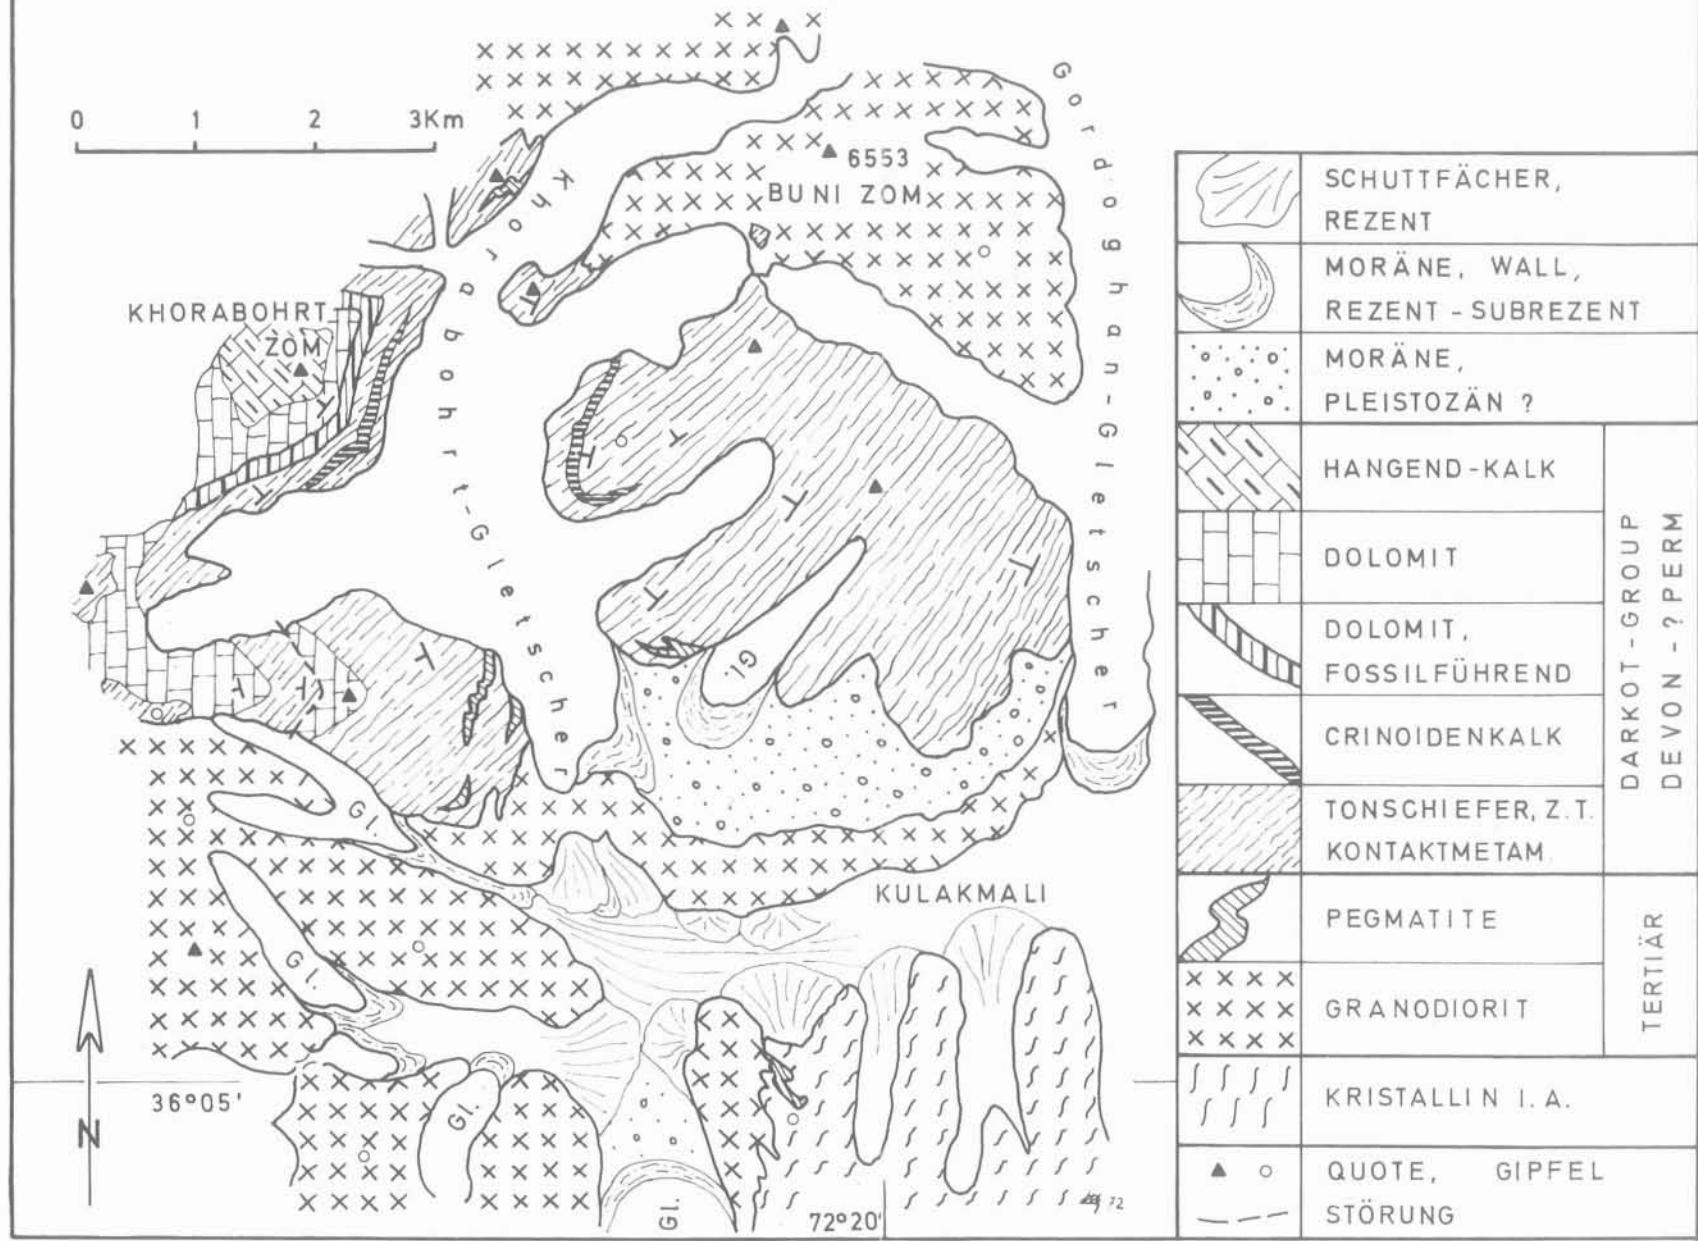 0 1 2 3Km
6553
BUNI ZOM
KHORABOHRT
ZOM
Khorabohrt-Gletscher
Gordoghan-Gletscher
Gl.
Gl.
KULAKMALI
Gl.
Gl.
Gl.
36°05'
72°20'
N
72
SCHUTTFÄCHER,
REZENT
MORÄNE, WALL,
REZENT - SUBREZENT
MORÄNE,
PLEISTOZÄN ?
HANGEND-KALK
DOLOMIT
DOLOMIT,
FOSSILFÜHREND
CRINOIDENKALK
TONSCHIEFER, Z.T.
KONTAKTMETAM.
DARKOT-GROUP
DEVON - ?PERM
PEGMATITE
GRANODIORIT
TERTIÄR
KRISTALLIN I.A.
QUOTE, GIPFEL
STÖRUNG